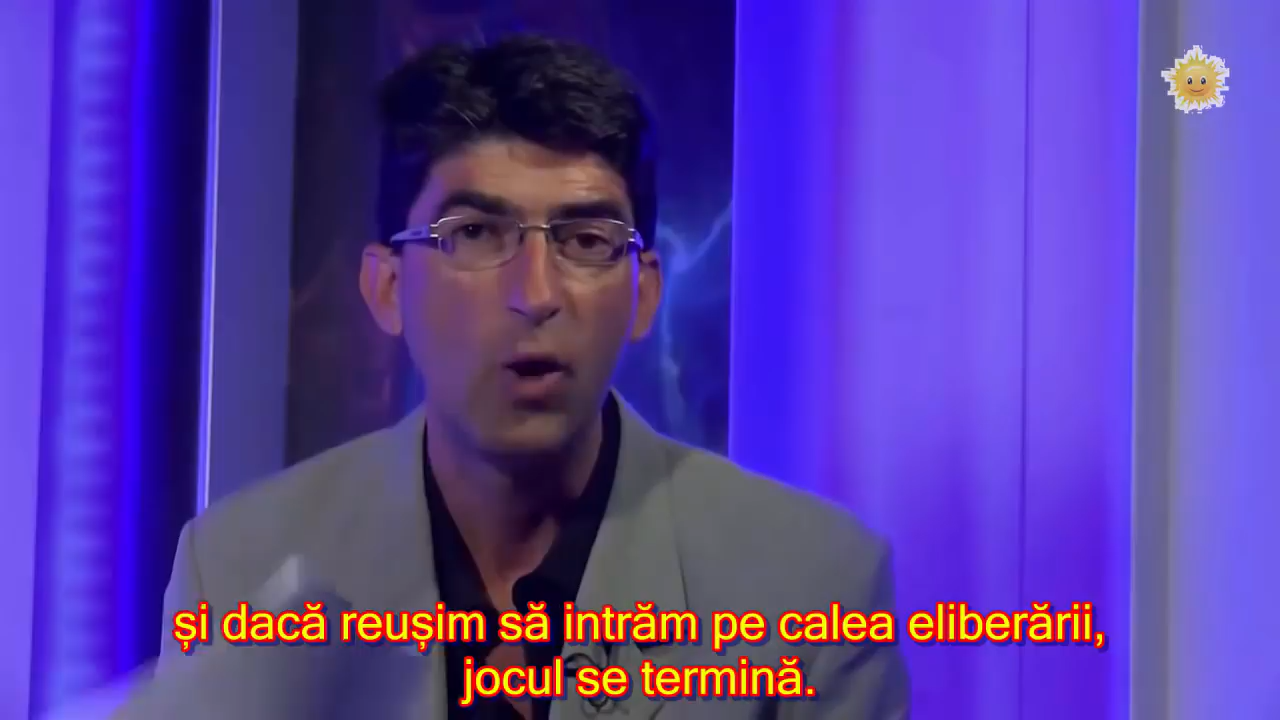 și dacă reușim să intrăm pe calea eliberării,
jocul se termină.